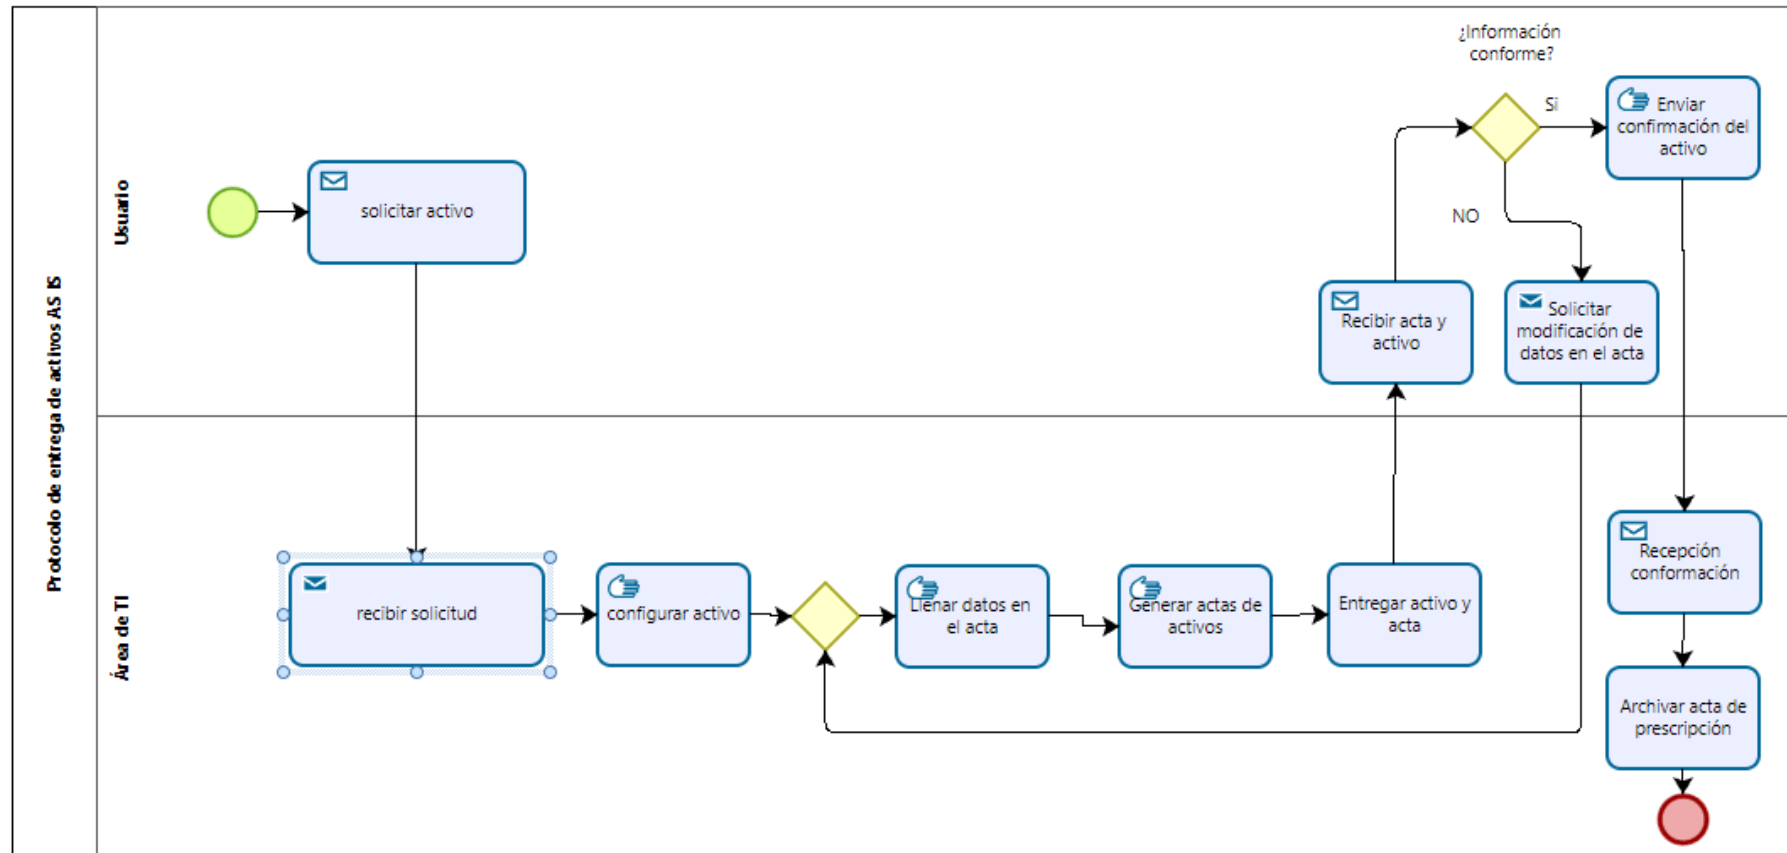 Protocolo de entrega de activos AS IS
Usuario
solicitar activo
¿Información
conforme?
Si
Enviar
confirmación del
activo
NO
Recibir acta y
activo
Solicitar
modificación de
datos en el acta
Área de TI
recibir solicitud
configurar activo
Llenar datos en
el acta
Generar actas de
activos
Entregar activo y
acta
Recepción
conformación
Archivar acta de
prescripción